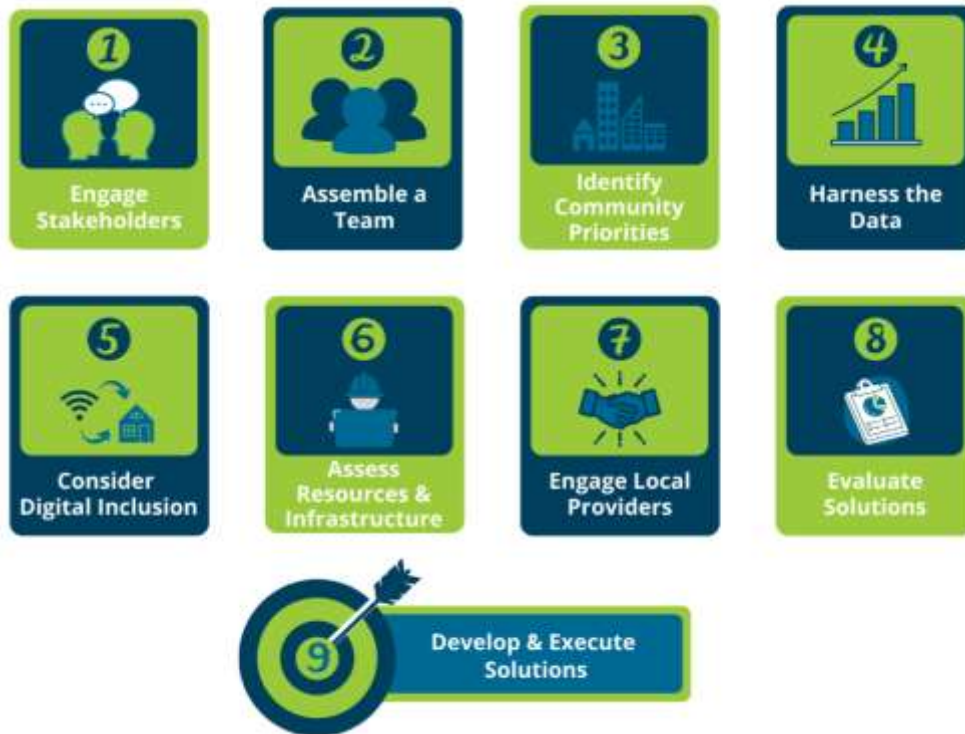 1
Engage
Stakeholders
2
Assemble a
Team
3
Identify
Community
Priorities
4
Harness the
Data
5
Consider
Digital Inclusion
6
Assess
Resources &
Infrastructure
7
Engage Local
Providers
8
Evaluate
Solutions
9
Develop & Execute
Solutions